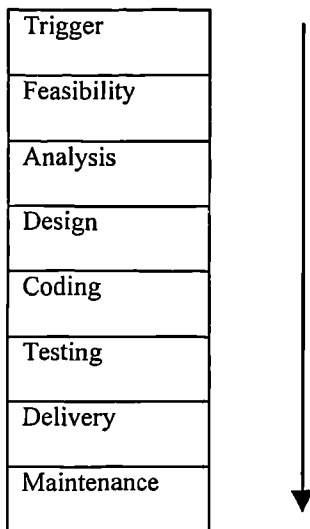 Trigger
Feasibility
Analysis
Design
Coding
Testing
Delivery
Maintenance